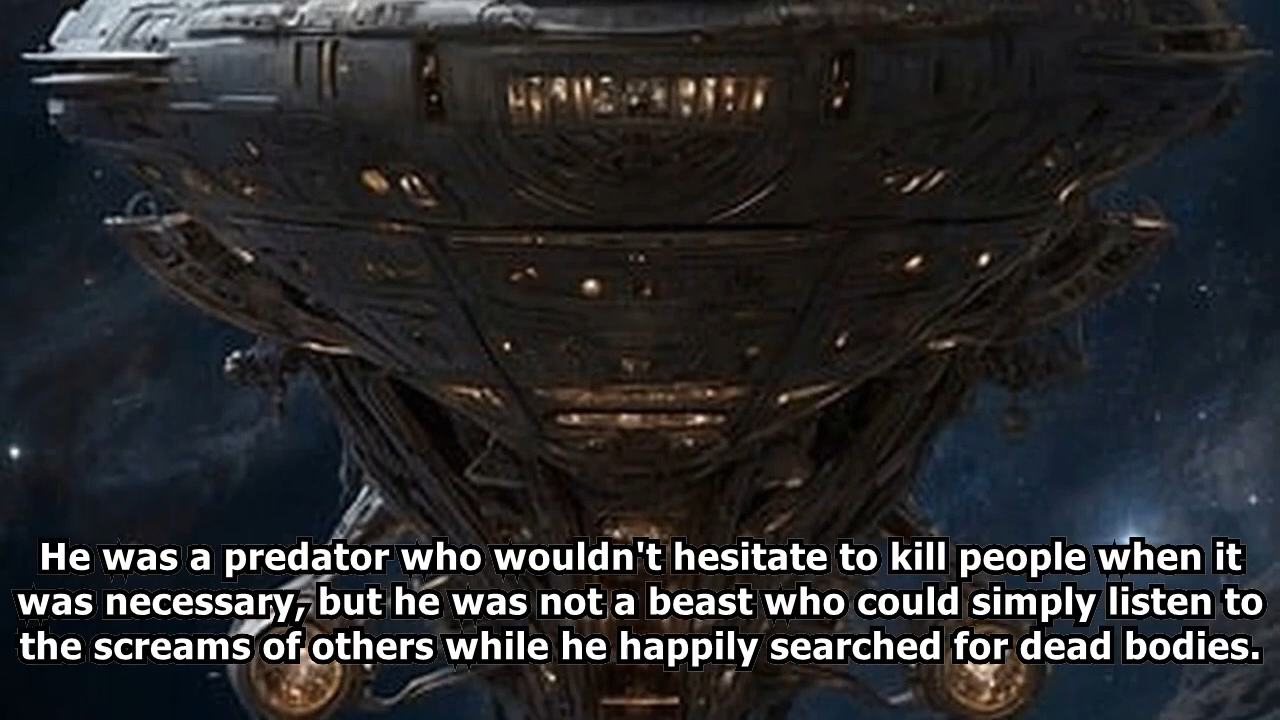 He was a predator who wouldn't hesitate to kill people when it
was necessary, but he was not a beast who could simply listen to
the screams of others while he happily searched for dead bodies.